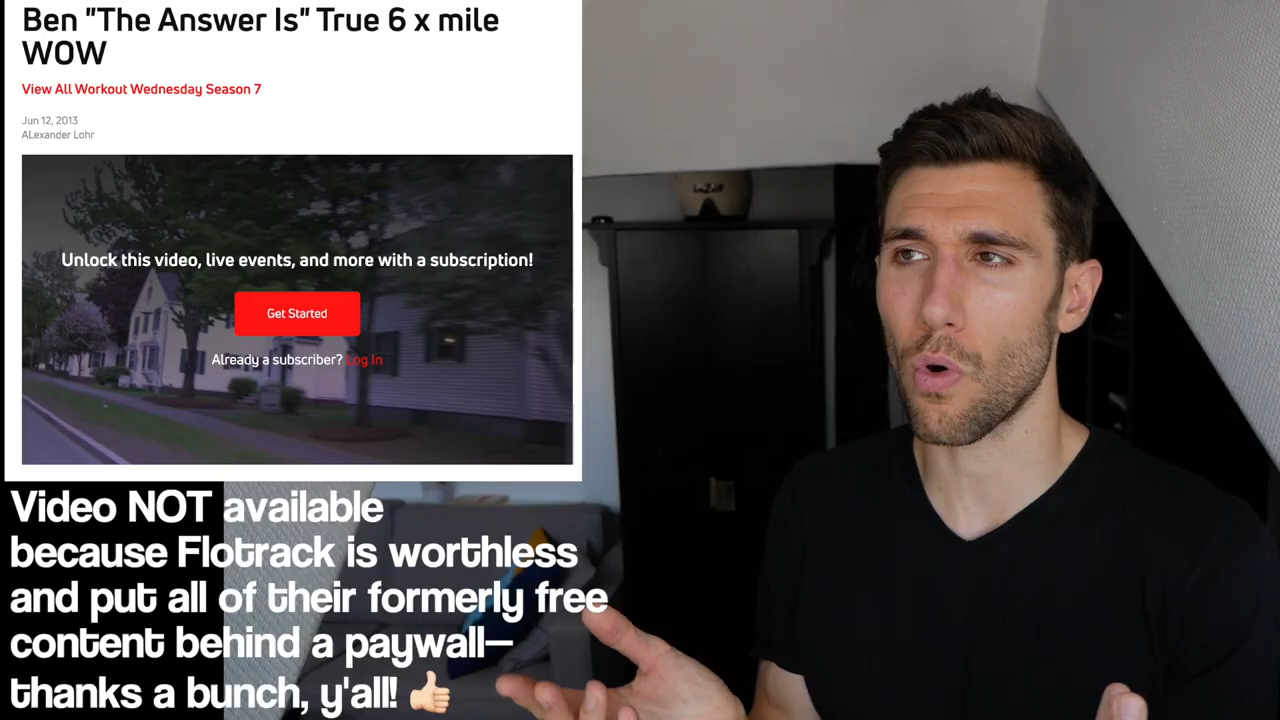 Ben "The Answer Is" True 6 x mile
WOW
View All Workout Wednesday Season 7
Jun 12, 2013
ALexander Lohr
Unlock this video, live events, and more with a subscription!
Get Started
Already a subscriber? Log In
LaZeR
Video NOT available
because Flotrack is worthless
and put all of their formerly free
content behind a paywall—
thanks a bunch, y'all! 👍🏻